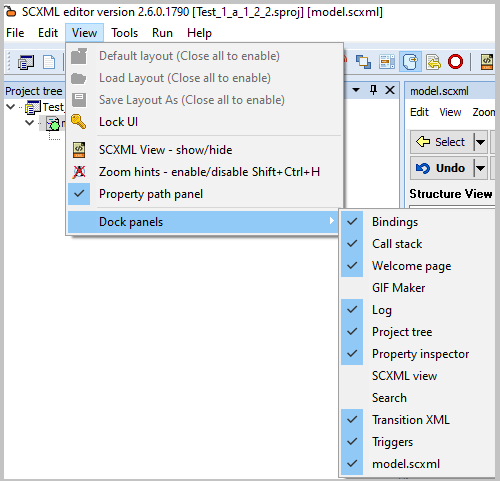 SCXML editor version 2.6.0.1790 [Test_1_a_1_2_2.sproj] [model.scxml]
File Edit View Tools Run Help
Project tree
Test_
Default layout (Close all to enable)
Load Layout (Close all to enable)
Save Layout As (Close all to enable)
Lock UI
SCXML View - show/hide
Zoom hints - enable/disable Shift+Ctrl+H
Property path panel
Dock panels
Bindings
Call stack
Welcome page
GIF Maker
Log
Project tree
Property inspector
SCXML view
Search
Transition XML
Triggers
model.scxml
model.scxml
Edit View Zoo
Select
Undo
Structure View